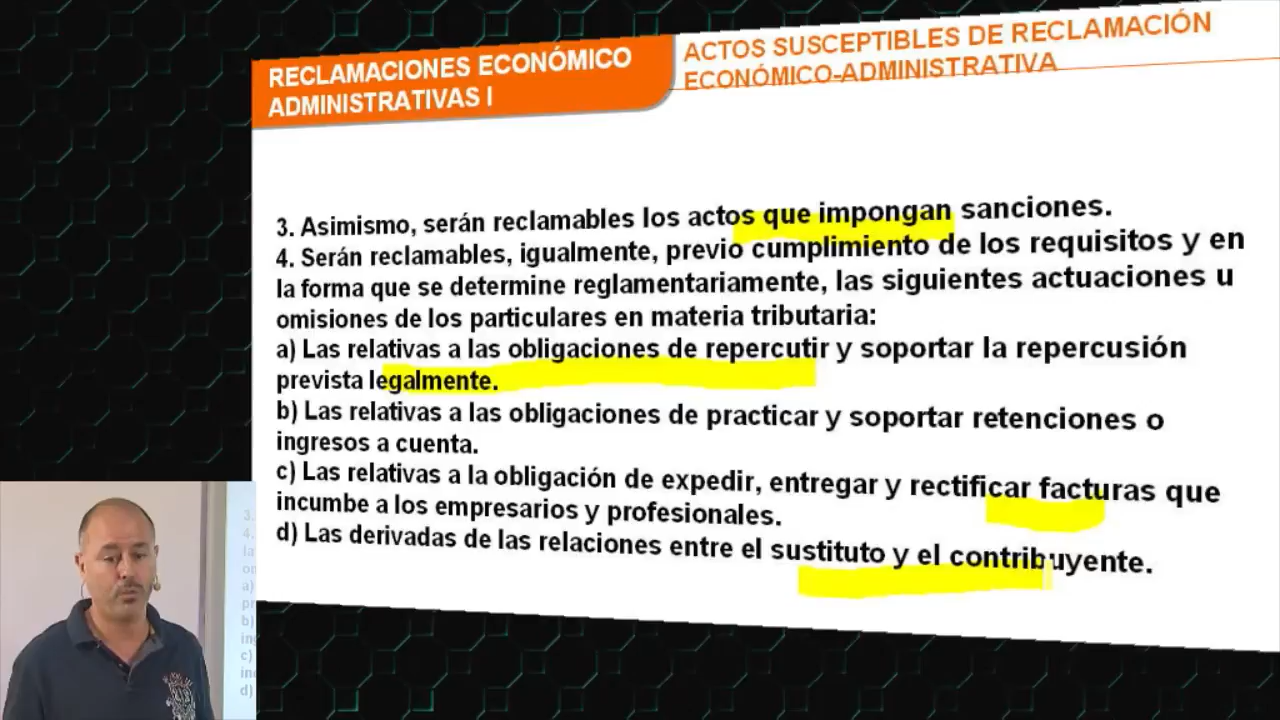 RECLAMACIONES ECONÓMICO
ADMINISTRATIVAS I
ACTOS SUSCEPTIBLES DE RECLAMACIÓN
ECONÓMICO-ADMINISTRATIVA
3. Asimismo, serán reclamables los actos que impongan sanciones.
4. Serán reclamables, igualmente, previo cumplimiento de los requisitos y en
la forma que se determine reglamentariamente, las siguientes actuaciones u
omisiones de los particulares en materia tributaria:
a) Las relativas a las obligaciones de repercutir y soportar la repercusión
prevista legalmente.
b) Las relativas a las obligaciones de practicar y soportar retenciones o
ingresos a cuenta.
c) Las relativas a la obligación de expedir, entregar y rectificar facturas que
incumbe a los empresarios y profesionales.
d) Las derivadas de las relaciones entre el sustituto y el contribuyente.
3.
4.
la
a)
b)
c)
d)